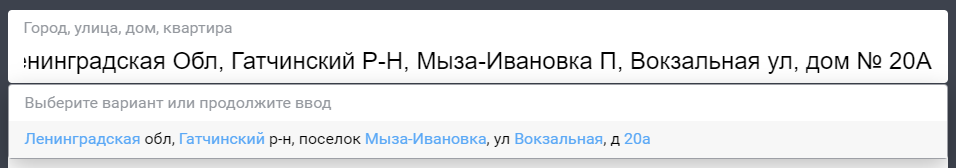 Город, улица, дом, квартира
енинградская Обл, Гатчинский Р-Н, Мыза-Ивановка П, Вокзальная ул, дом № 20А
Выберите вариант или продолжите ввод
Ленинградская обл, Гатчинский р-н, поселок Мыза-Ивановка, ул Вокзальная, д 20а